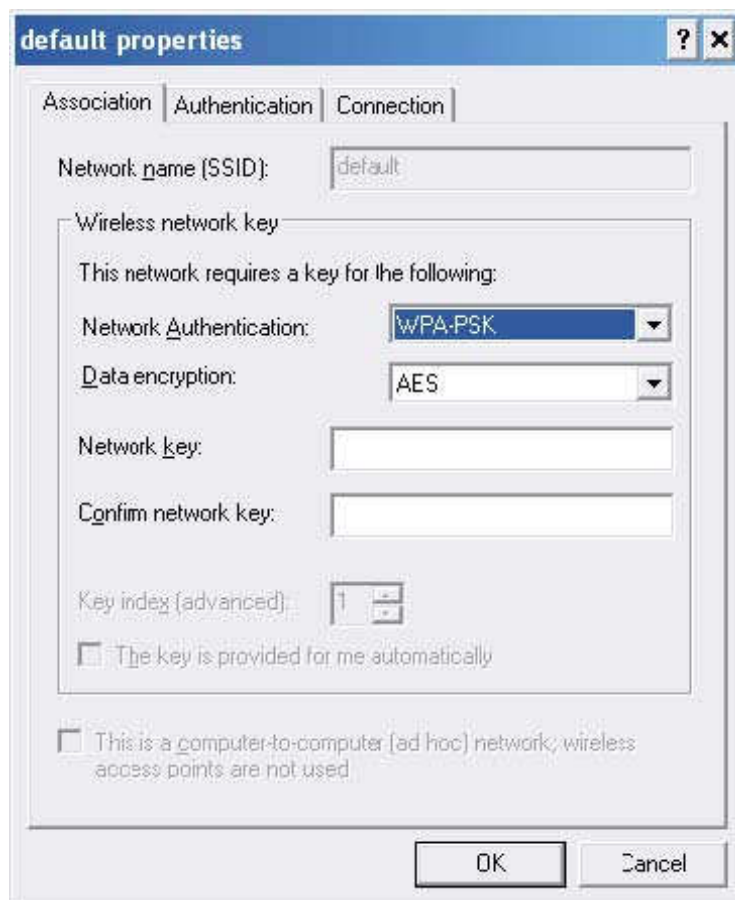 default properties
Association Authentication Connection
Network name (SSID): default
Wireless network key
This network requires a key for the following:
Network Authentication: WPA-PSK
Data encryption: AES
Network key:
Confirm network key:
Key index (advanced): 1
The key is provided for me automatically
This is a computer-to-computer (ad hoc) network; wireless
access points are not used
OK Cancel